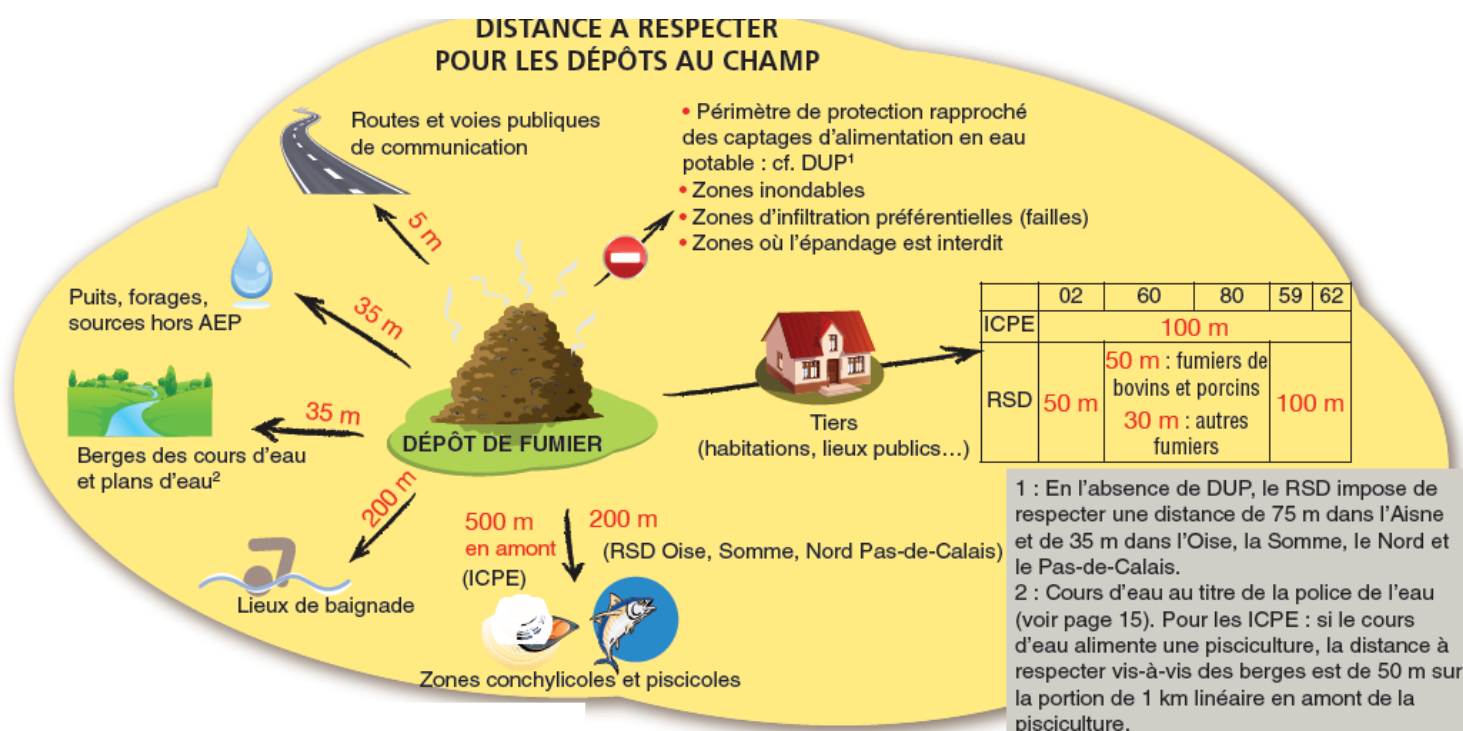 DISTANCE A RESPECTER
POUR LES DÉPÔTS AU CHAMP
Routes et voies publiques
de communication
• Périmètre de protection rapproché
des captages d'alimentation en eau
potable : cf. DUP¹
• Zones inondables
• Zones d'infiltration préférentielles (failles)
• Zones où l'épandage est interdit
5 m
Puits, forages,
sources hors AEP
35 m
Berges des cours d'eau
et plans d'eau²
35 m
DÉPÔT DE FUMIER
200 m
Lieux de baignade
500 m
en amont
(ICPE)
200 m
(RSD Oise, Somme, Nord Pas-de-Calais)
Zones conchylicoles et piscicoles
Tiers
(habitations, lieux publics…)
02 60 80 59 62
ICPE 100 m
RSD 50 m
50 m : fumiers de
bovins et porcins
30 m : autres
fumiers
100 m
1 : En l'absence de DUP, le RSD impose de
respecter une distance de 75 m dans l'Aisne
et de 35 m dans l'Oise, la Somme, le Nord et
le Pas-de-Calais.
2 : Cours d'eau au titre de la police de l'eau
(voir page 15). Pour les ICPE : si le cours
d'eau alimente une pisciculture, la distance à
respecter vis-à-vis des berges est de 50 m sur
la portion de 1 km linéaire en amont de la
pisciculture.